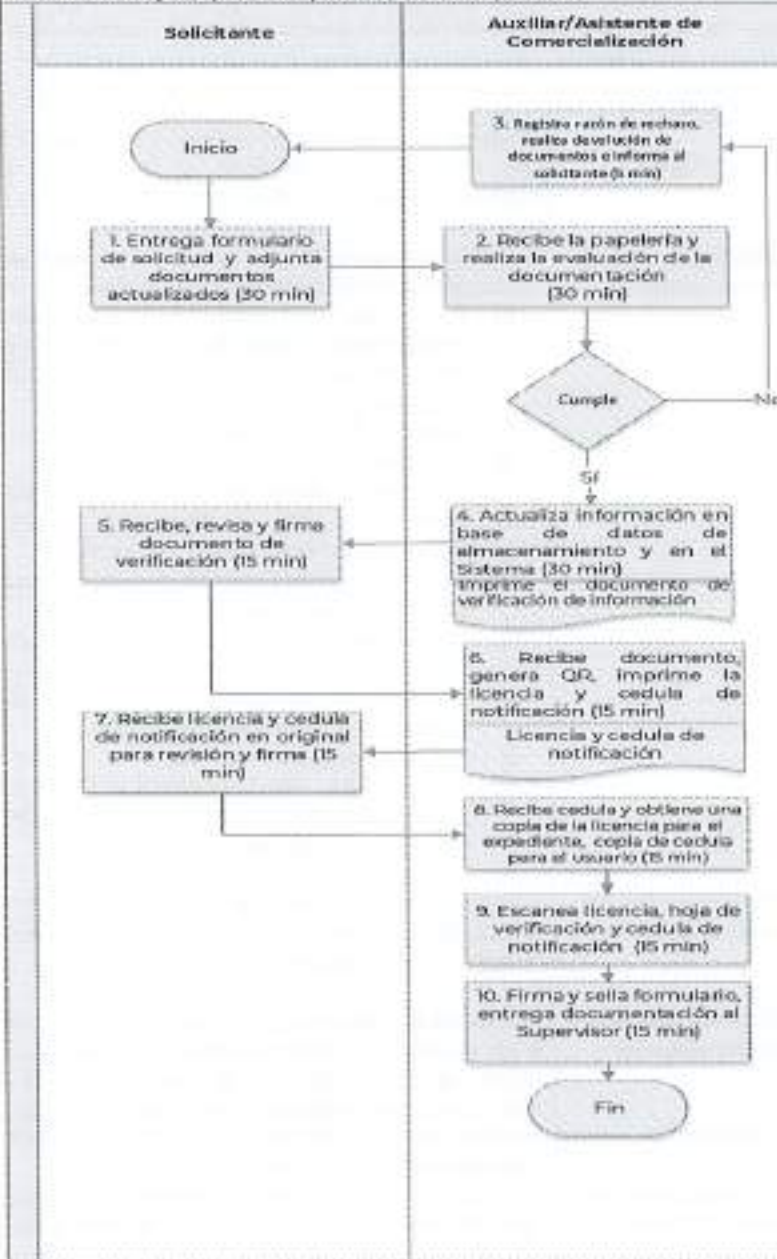 Solicitante
Auxiliar/Asistente de
Comercialización
Inicio
3. Registra razón de rechazo,
realiza devolución de
documentos e informa al
solicitante (5 min)
1. Entrega formulario
de solicitud y adjunta
documentos
actualizados (30 min)
2. Recibe la papelería y
realiza la evaluación de la
documentación
(30 min)
Cumple
No
Sí
4. Actualiza información en
base de datos de
almacenamiento y en el
Sistema (30 min)
Imprime el documento de
verificación de información
5. Recibe, revisa y firma
documento de
verificación (15 min)
6. Recibe documento,
genera QR, imprime la
licencia y cedula de
notificación (15 min)
Licencia y cedula de
notificación
7. Recibe licencia y cedula
de notificación en original
para revisión y firma (15
min)
8. Recibe cedula y obtiene una
copia de la licencia para el
expediente, copia de cedula
para el usuario (15 min)
9. Escanea licencia, hoja de
verificación y cedula de
notificación (15 min)
10. Firma y sella formulario,
entrega documentación al
Supervisor (15 min)
Fin